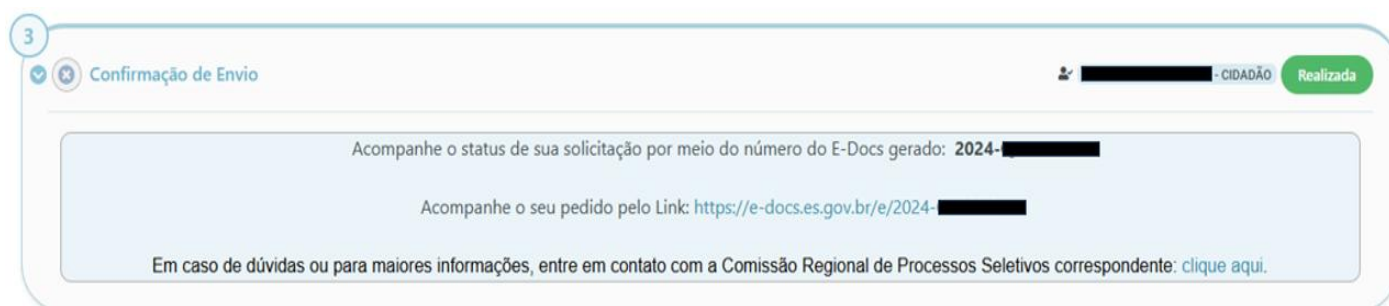 3
Confirmação de Envio
- CIDADÃO
Realizada
Acompanhe o status de sua solicitação por meio do número do E-Docs gerado: 2024-
Acompanhe o seu pedido pelo Link: https://e-docs.es.gov.br/e/2024-
Em caso de dúvidas ou para maiores informações, entre em contato com a Comissão Regional de Processos Seletivos correspondente: clique aqui.